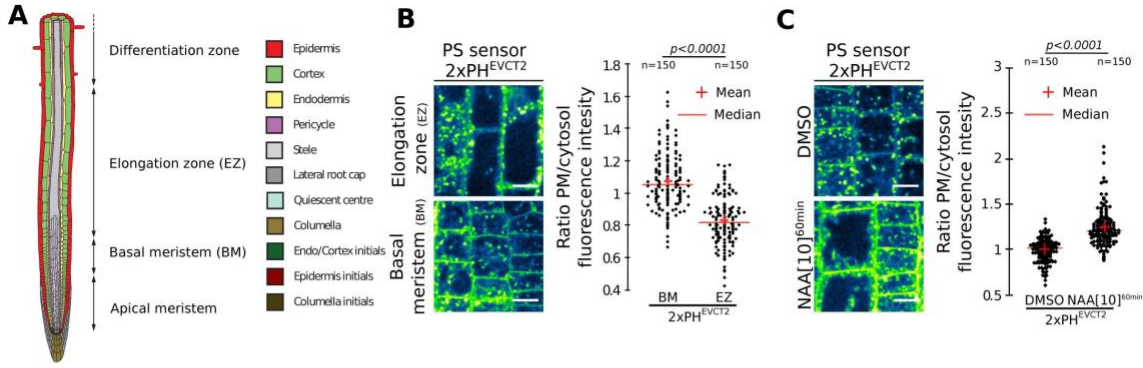 A
Differentiation zone
Elongation zone (EZ)
Basal meristem (BM)
Apical meristem
Epidermis
Cortex
Endodermis
Pericycle
Stele
Lateral root cap
Quiescent centre
Columella
Endo/Cortex initials
Epidermis initials
Columella initials
B
PS sensor
2xPH^EVCT2
Elongation
zone (EZ)
Basal
meristem (BM)
Ratio PM/cytosol
fluorescence intesity
p<0.0001
n=150 n=150
Mean
Median
1.8
1.6
1.4
1.2
1
0.8
0.6
0.4
BM EZ
2xPH^EVCT2
C
PS sensor
2xPH^EVCT2
DMSO
NAA[10]^60min
Ratio PM/cytosol
fluorescence intesity
p<0.0001
n=150 n=150
Mean
Median
3
2.5
2
1.5
1
0.5
DMSO NAA[10]^60min
2xPH^EVCT2